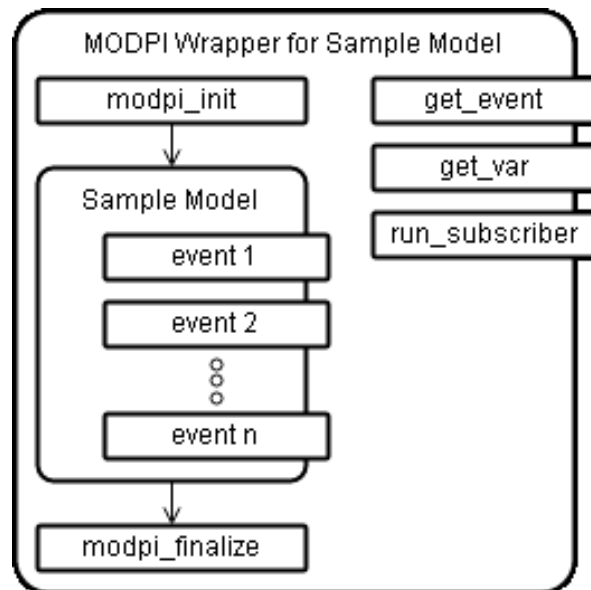 MODPI Wrapper for Sample Model
modpi_init
get_event
get_var
Sample Model
run_subscriber
event 1
event 2
event n
modpi_finalize